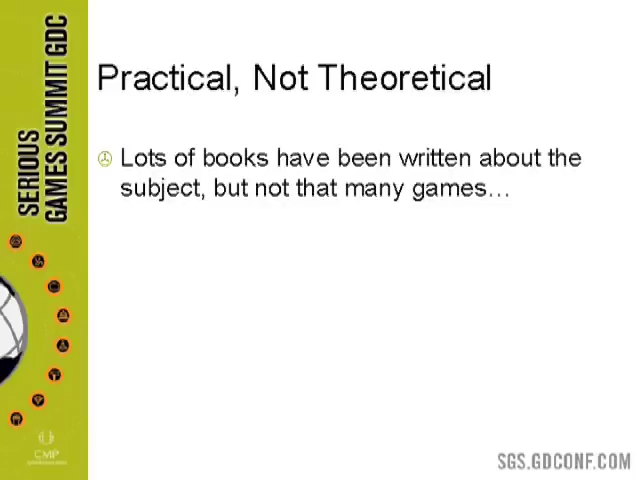 SERIOUS
GAMES SUMMIT GDC
Practical, Not Theoretical
Lots of books have been written about the
subject, but not that many games…
CMP
SGS.GDCONF.COM